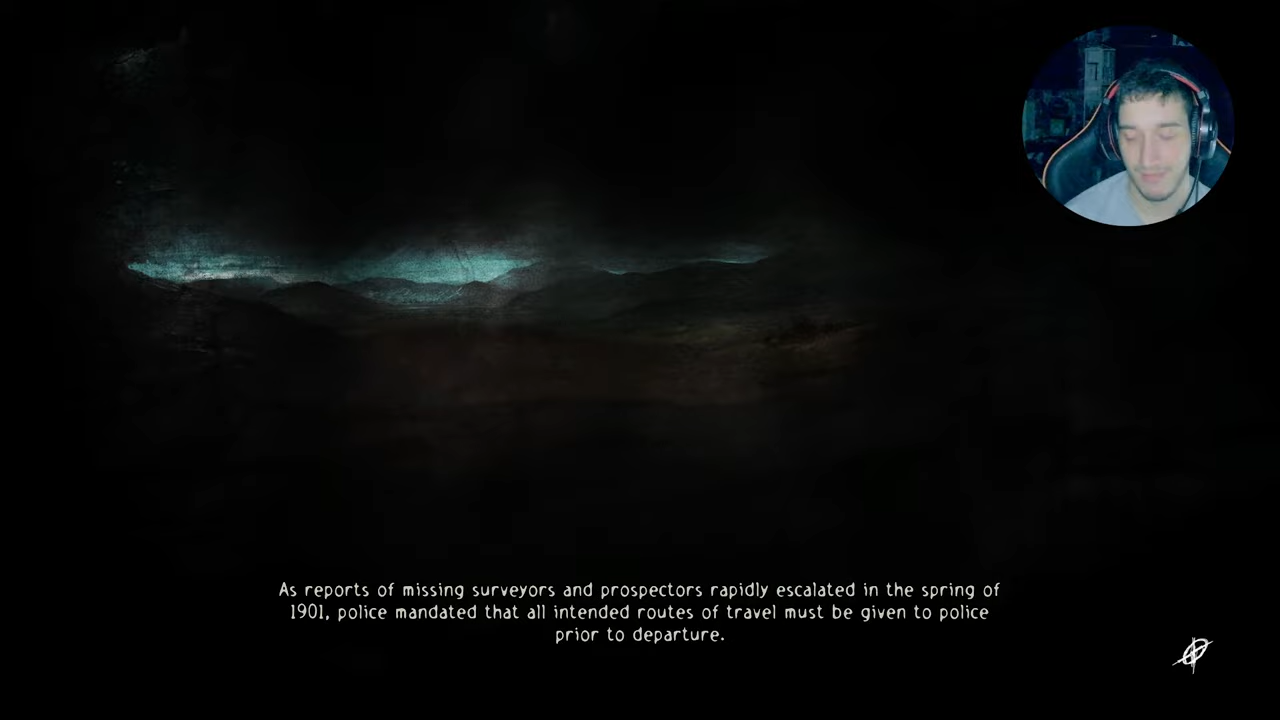 As reports of missing surveyors and prospectors rapidly escalated in the spring of
1901, police mandated that all intended routes of travel must be given to police
prior to departure.